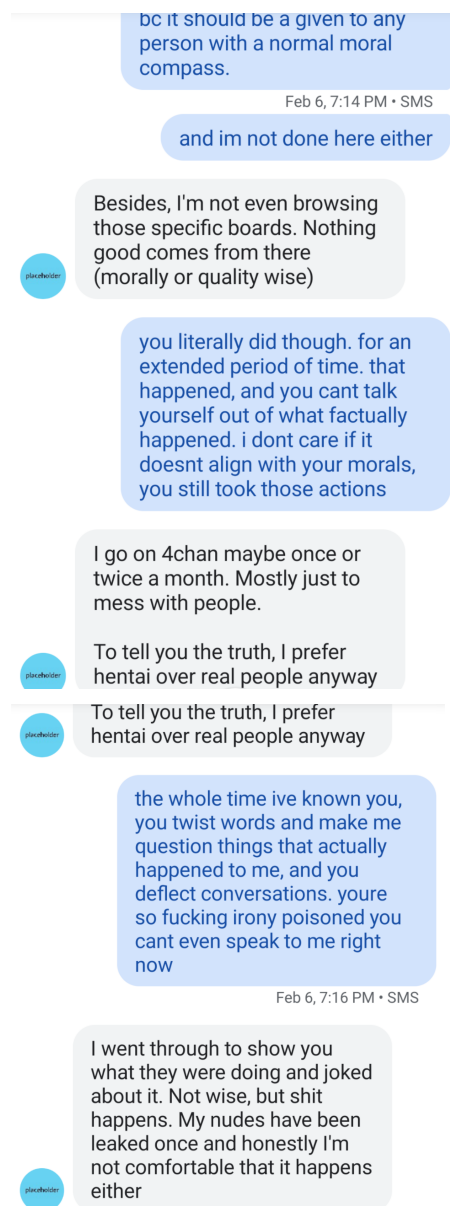 bc it should be a given to any
person with a normal moral
compass.
Feb 6, 7:14 PM • SMS
and im not done here either
Besides, I'm not even browsing
those specific boards. Nothing
good comes from there
(morally or quality wise)
placeholder
you literally did though. for an
extended period of time. that
happened, and you cant talk
yourself out of what factually
happened. i dont care if it
doesnt align with your morals,
you still took those actions
I go on 4chan maybe once or
twice a month. Mostly just to
mess with people.
To tell you the truth, I prefer
hentai over real people anyway
placeholder
To tell you the truth, I prefer
hentai over real people anyway
placeholder
the whole time ive known you,
you twist words and make me
question things that actually
happened to me, and you
deflect conversations. youre
so fucking irony poisoned you
cant even speak to me right
now
Feb 6, 7:16 PM • SMS
I went through to show you
what they were doing and joked
about it. Not wise, but shit
happens. My nudes have been
leaked once and honestly I'm
not comfortable that it happens
either
placeholder